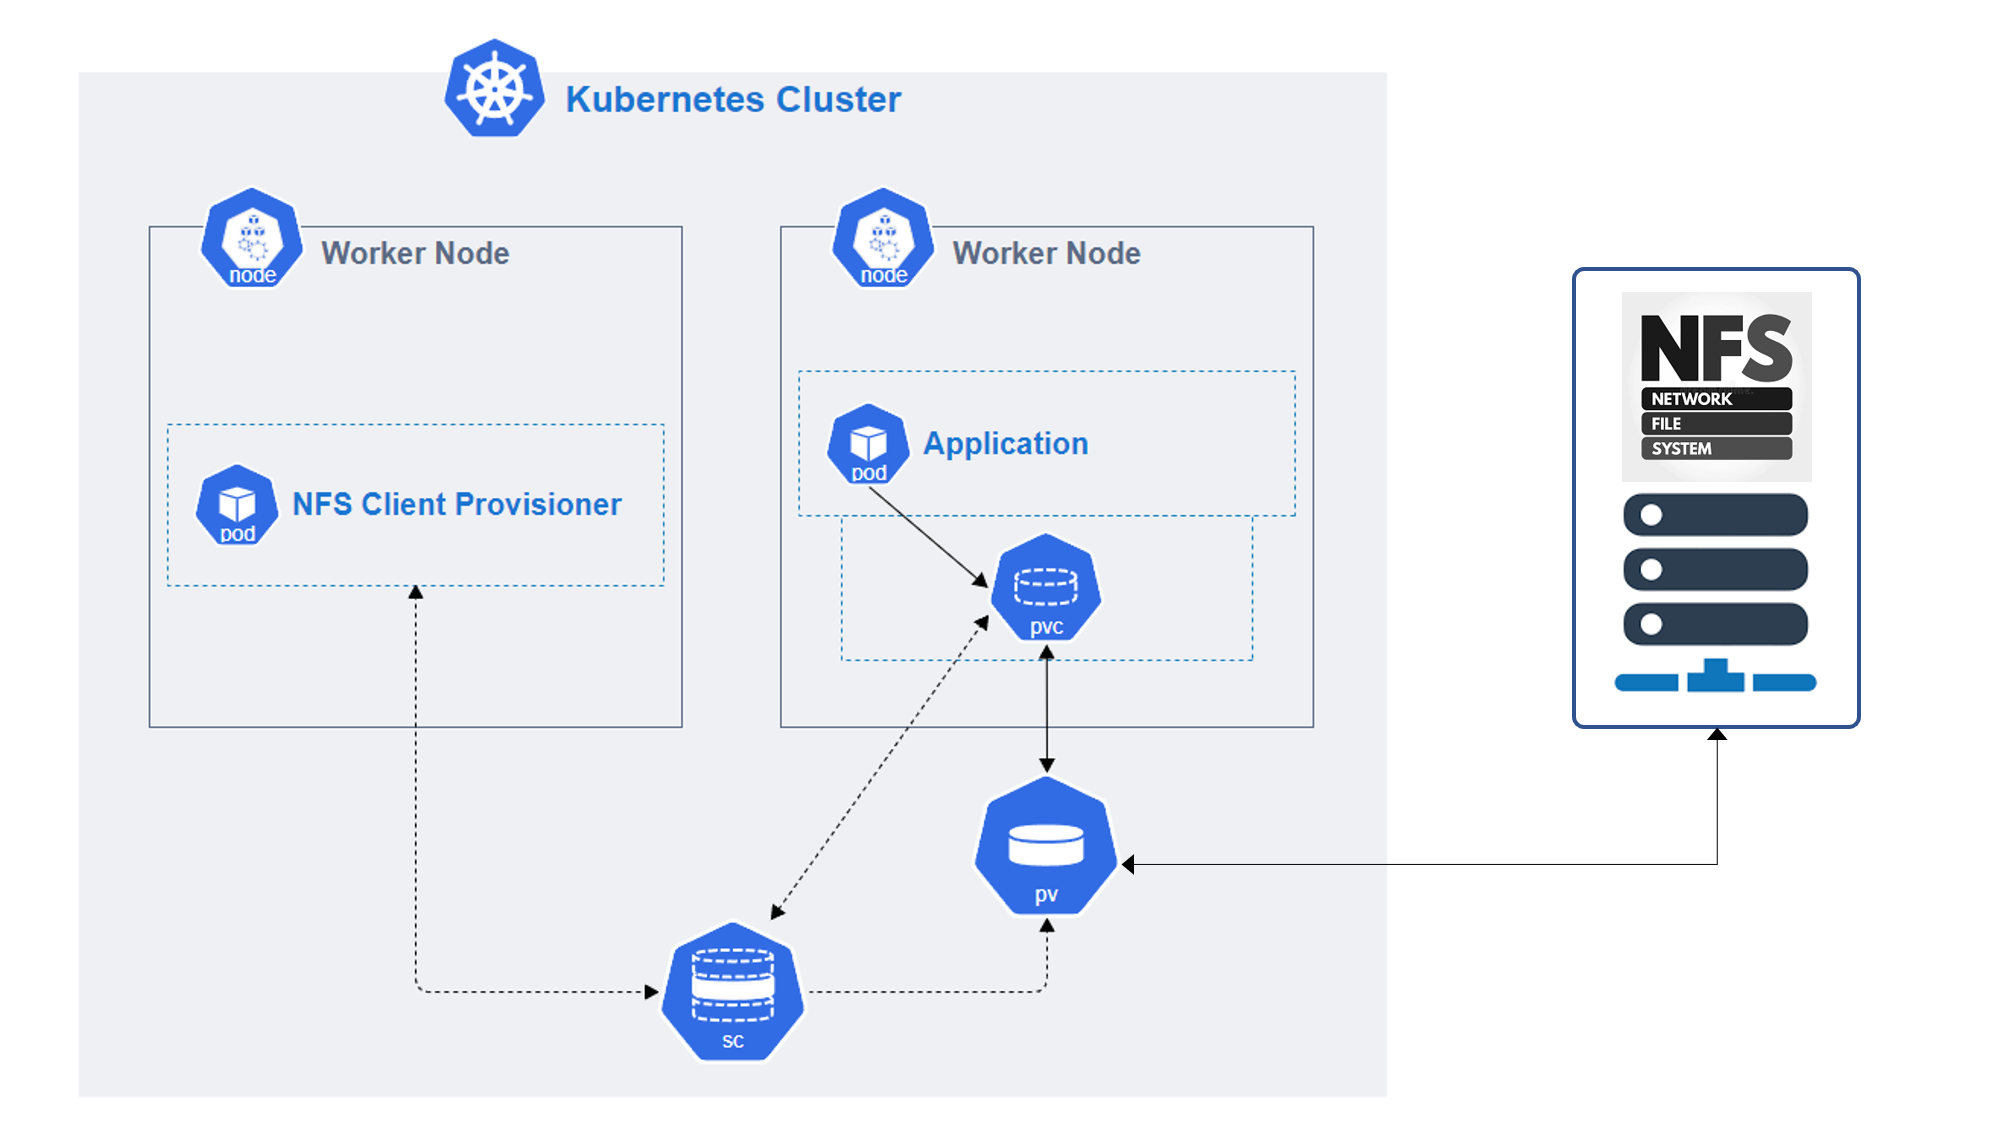 Kubernetes Cluster
node
Worker Node
node
Worker Node
NFS
NETWORK
FILE
SYSTEM
pod
Application
pod
NFS Client Provisioner
pvc
pv
sc